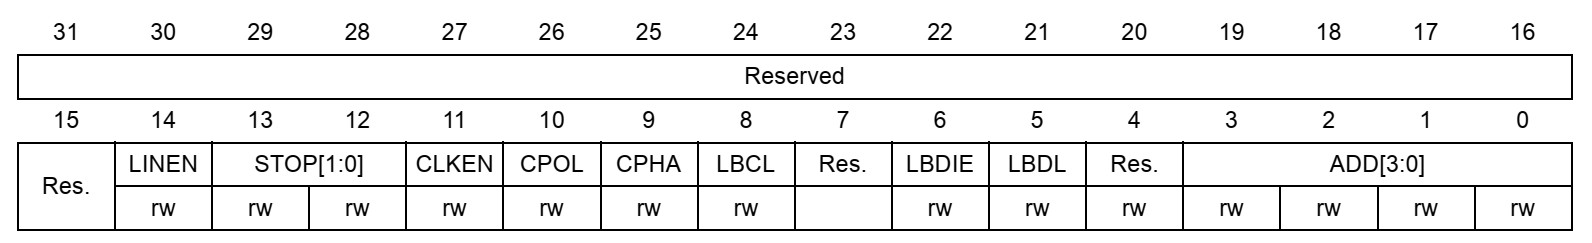 31 30 29 28 27 26 25 24 23 22 21 20 19 18 17 16
Reserved
15 14 13 12 11 10 9 8 7 6 5 4 3 2 1 0
Res. LINEN STOP[1:0] CLKEN CPOL CPHA LBCL Res. LBDIE LBDL Res. ADD[3:0]
rw rw rw rw rw rw rw rw rw rw rw rw rw rw